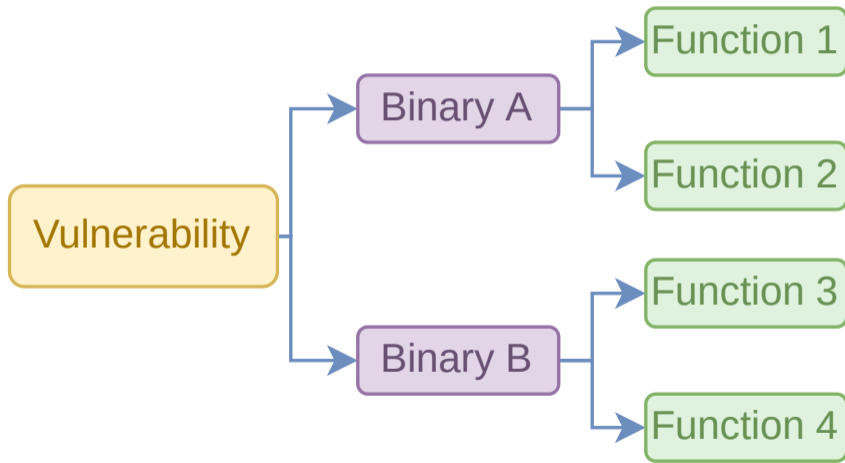 Function 1
Binary A
Function 2
Vulnerability
Function 3
Binary B
Function 4